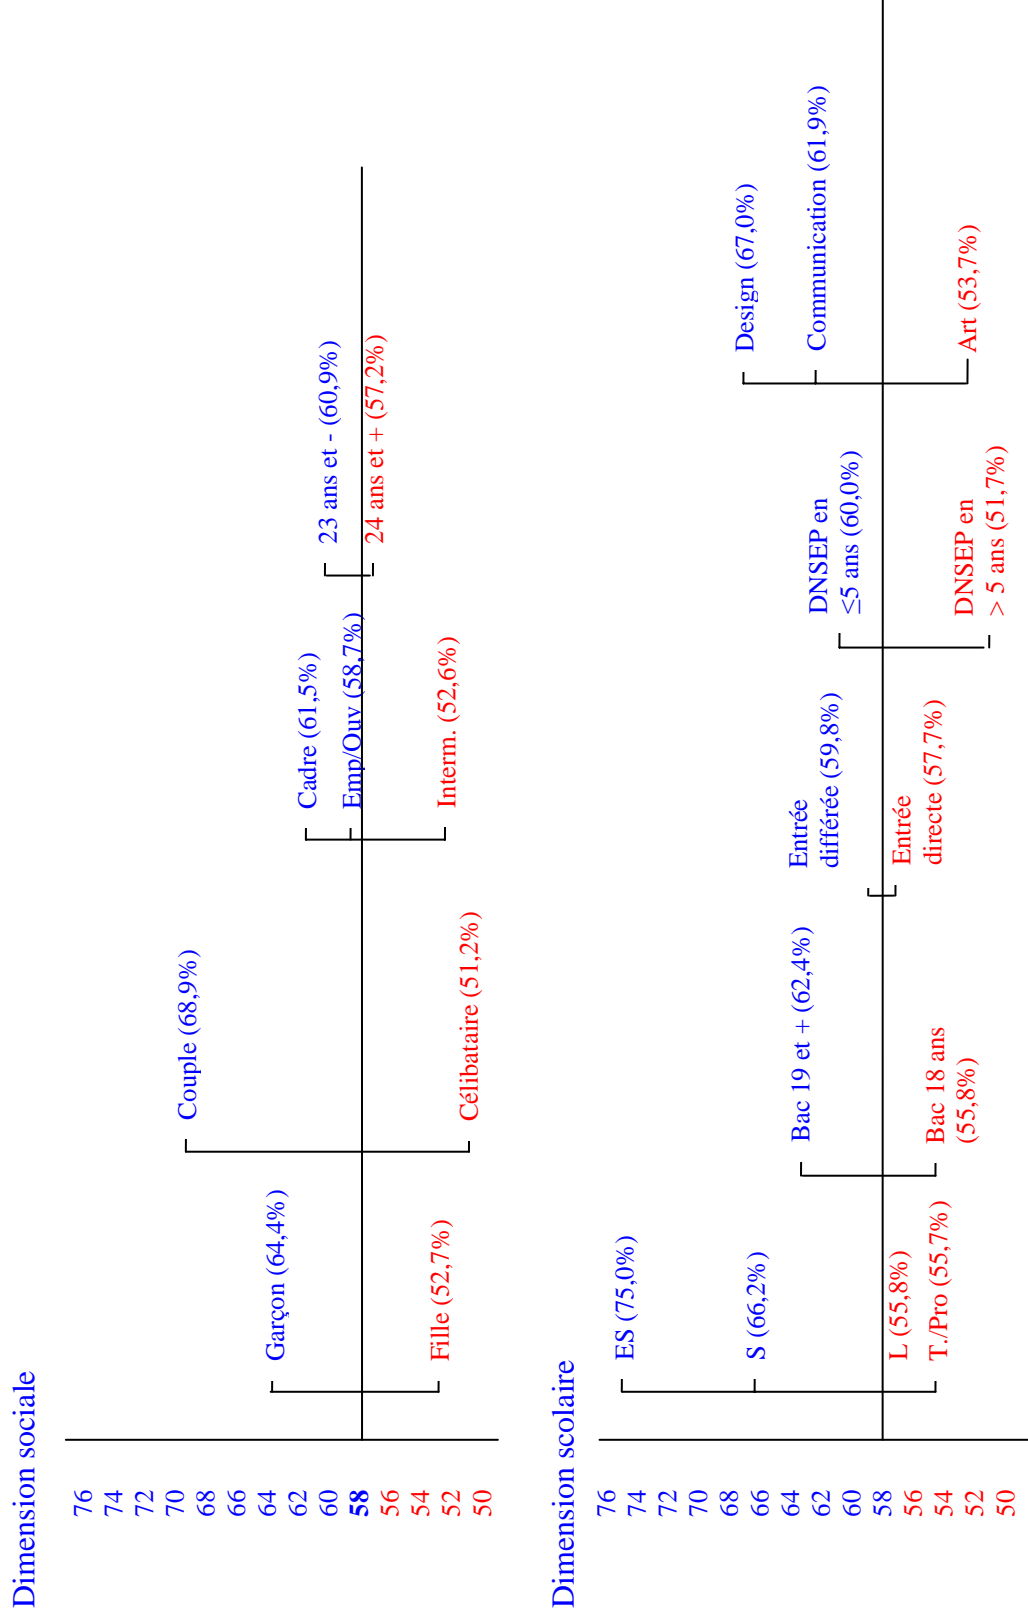 Dimension sociale
76
74
72
70
68
66
64
62
60
58
56
54
52
50
Garçon (64,4%)
Fille (52,7%)
Couple (68,9%)
Célibataire (51,2%)
Cadre (61,5%)
Emp/Ouv (58,7%)
Interm. (52,6%)
23 ans et - (60,9%)
24 ans et + (57,2%)
Dimension scolaire
76
74
72
70
68
66
64
62
60
58
56
54
52
50
ES (75,0%)
S (66,2%)
L (55,8%)
T./Pro (55,7%)
Bac 19 et + (62,4%)
Bac 18 ans
(55,8%)
Entrée
différée (59,8%)
Entrée
directe (57,7%)
DNSEP en
≤5 ans (60,0%)
DNSEP en
> 5 ans (51,7%)
Design (67,0%)
Communication (61,9%)
Art (53,7%)